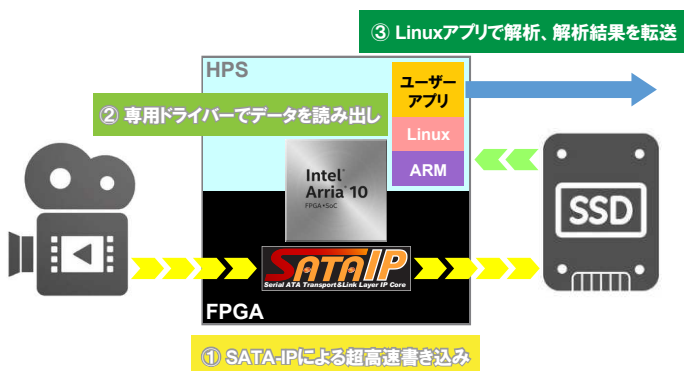 ③ Linuxアプリで解析、解析結果を転送
HPS
ユーザー
アプリ
② 専用ドライバーでデータを読み出し
Linux
ARM
Intel
Arria 10
FPGA+SoC
SSD
SATA IP
Serial ATA Transport&Link Layer IP Core
FPGA
① SATA-IPによる超高速書き込み